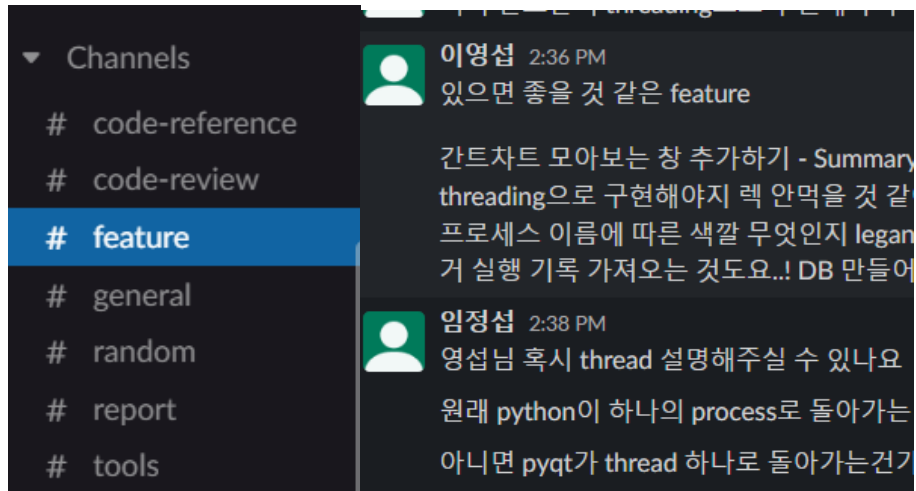 Channels
# code-reference
# code-review
# feature
# general
# random
# report
# tools
threading
이영섭 2:36 PM
있으면 좋을 것 같은 feature
간트차트 모아보는 창 추가하기 - Summary
threading으로 구현해야지 렉 안먹을 것 같
프로세스 이름에 따른 색깔 무엇인지 legan
거 실행 기록 가져오는 것도요..! DB 만들어
임정섭 2:38 PM
영섭님 혹시 thread 설명해주실 수 있나요
원래 python이 하나의 process로 돌아가는
아니면 pyqt가 thread 하나로 돌아가는건가